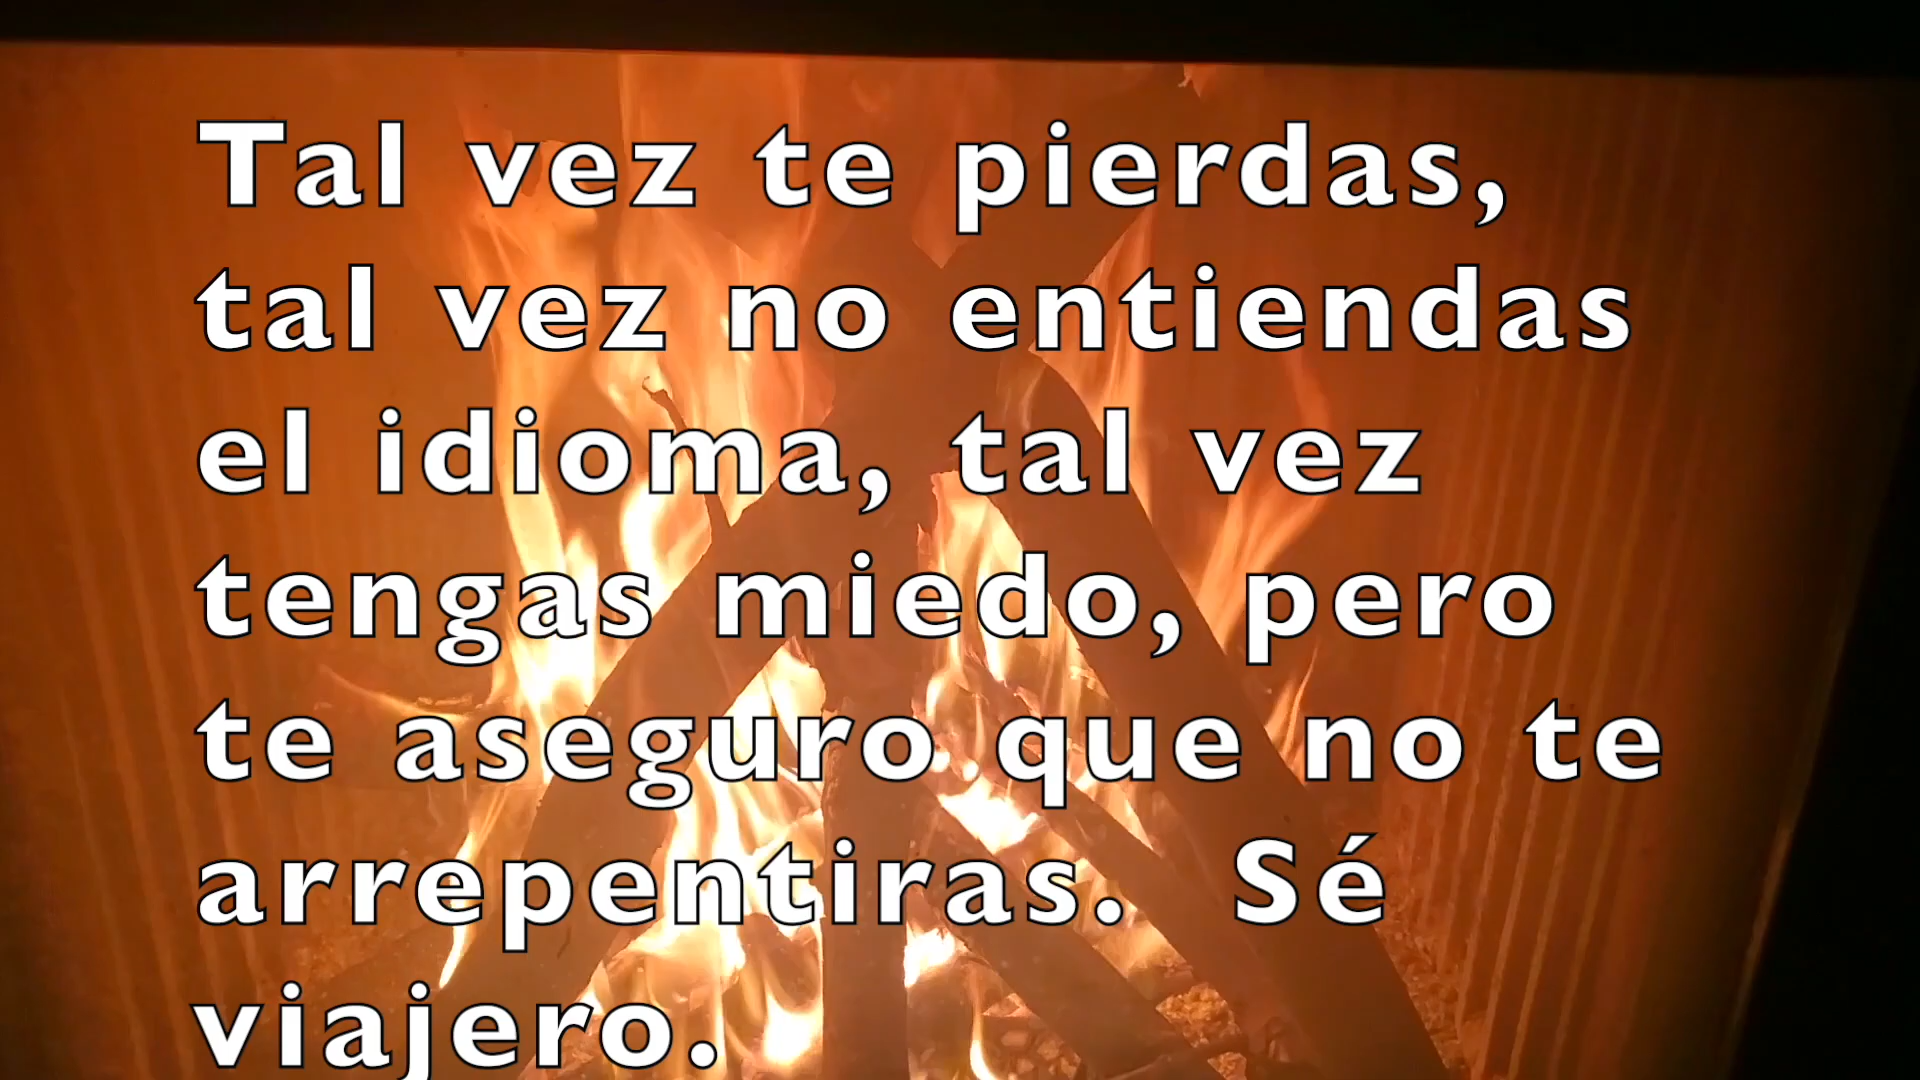 Tal vez te pierdas,
tal vez no entiendas
el idioma, tal vez
tengas miedo, pero
te aseguro que no te
arrepentiras.  Sé
viajero.